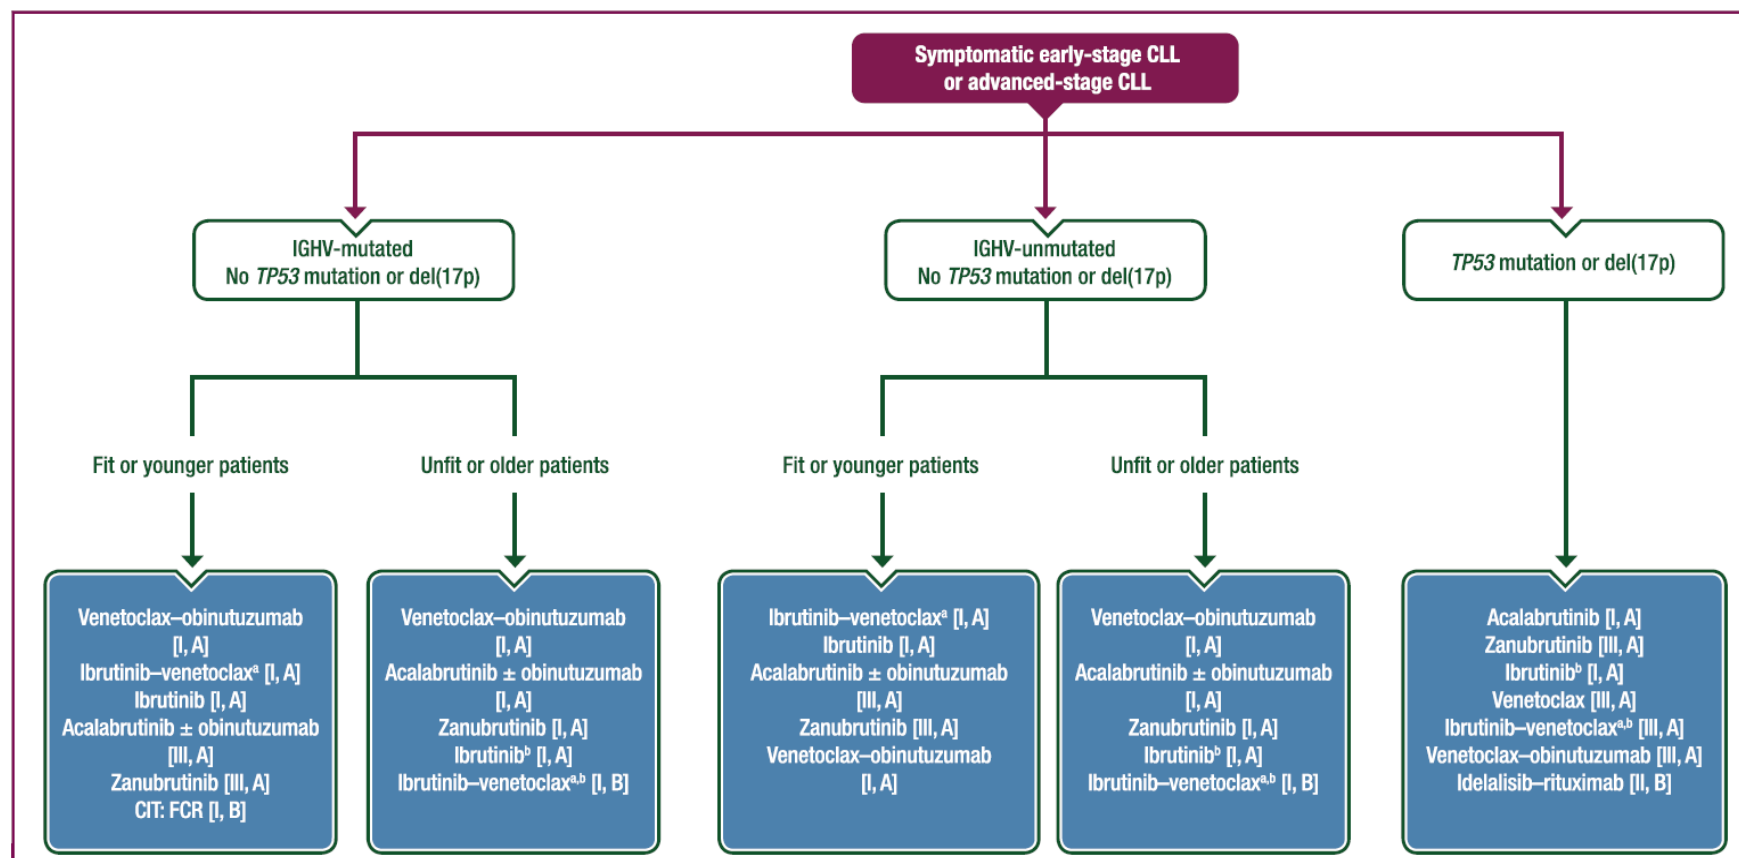 Symptomatic early-stage CLL
or advanced-stage CLL
IGHV-mutated
No TP53 mutation or del(17p)
IGHV-unmutated
No TP53 mutation or del(17p)
TP53 mutation or del(17p)
Fit or younger patients
Unfit or older patients
Fit or younger patients
Unfit or older patients
Venetoclax–obinutuzumab
[I, A]
Ibrutinib–venetoclaxᵃ [I, A]
Ibrutinib [I, A]
Acalabrutinib ± obinutuzumab
[III, A]
Zanubrutinib [III, A]
CIT: FCR [I, B]
Venetoclax–obinutuzumab
[I, A]
Acalabrutinib ± obinutuzumab
[I, A]
Zanubrutinib [I, A]
Ibrutinibᵇ [I, A]
Ibrutinib–venetoclaxᵃ,ᵇ [I, B]
Ibrutinib–venetoclaxᵃ [I, A]
Ibrutinib [I, A]
Acalabrutinib ± obinutuzumab
[III, A]
Zanubrutinib [III, A]
Venetoclax–obinutuzumab
[I, A]
Venetoclax–obinutuzumab
[I, A]
Acalabrutinib ± obinutuzumab
[I, A]
Zanubrutinib [I, A]
Ibrutinibᵇ [I, A]
Ibrutinib–venetoclaxᵃ,ᵇ [I, B]
Acalabrutinib [I, A]
Zanubrutinib [III, A]
Ibrutinibᵇ [I, A]
Venetoclax [III, A]
Ibrutinib–venetoclaxᵃ,ᵇ [III, A]
Venetoclax–obinutuzumab [III, A]
Idelalisib–rituximab [II, B]